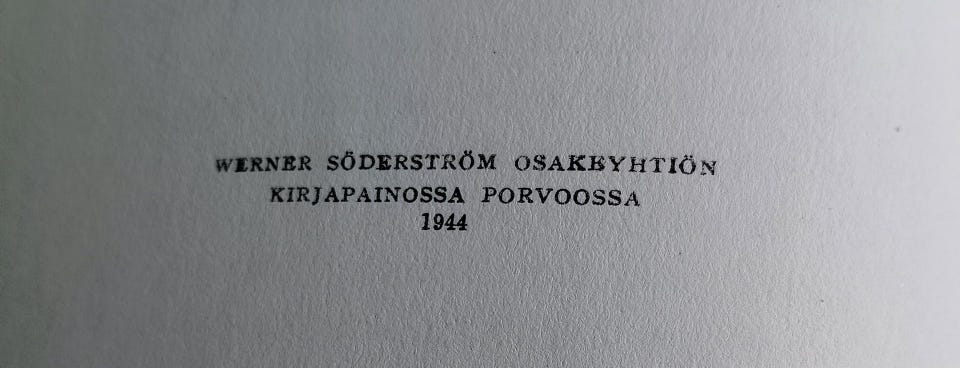 WERNER SÖDERSTRÖM OSAKEYHTIÖN
KIRJAPAINOSSA PORVOOSSA
1944